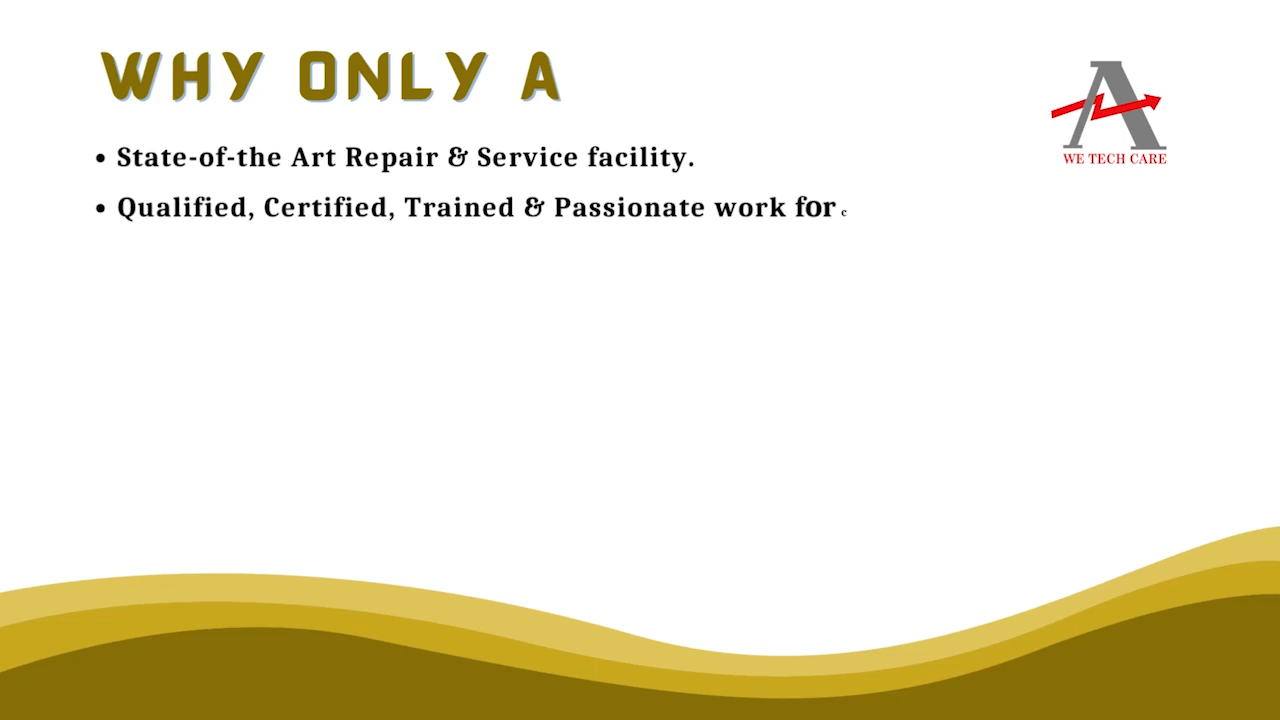 WHY ONLY A
• State-of-the Art Repair & Service facility.
• Qualified, Certified, Trained & Passionate work for c
A
WE TECH CARE